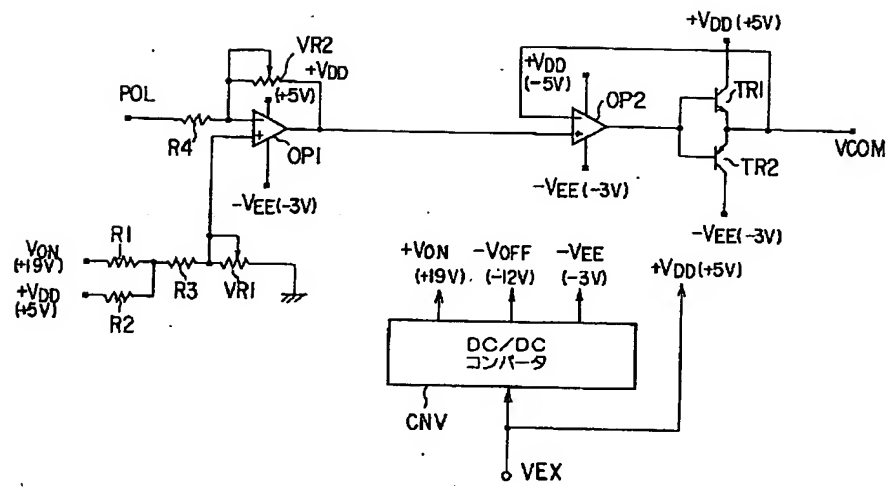 +VDD (+5V)
VR2
+VDD
(+5V)
+VDD
(-5V)
TR1
POL
OP2
R4
OP1
VCOM
TR2
-VEE(-3V)
-VEE(-3V)
-VEE(-3V)
R1
VON
(+19V)
+VON
(+19V)
-VOFF
(-12V)
-VEE
(-3V)
+VDD(+5V)
R3
VR1
+VDD
(+5V)
R2
DC/DC
コンバータ
CNV
VEX